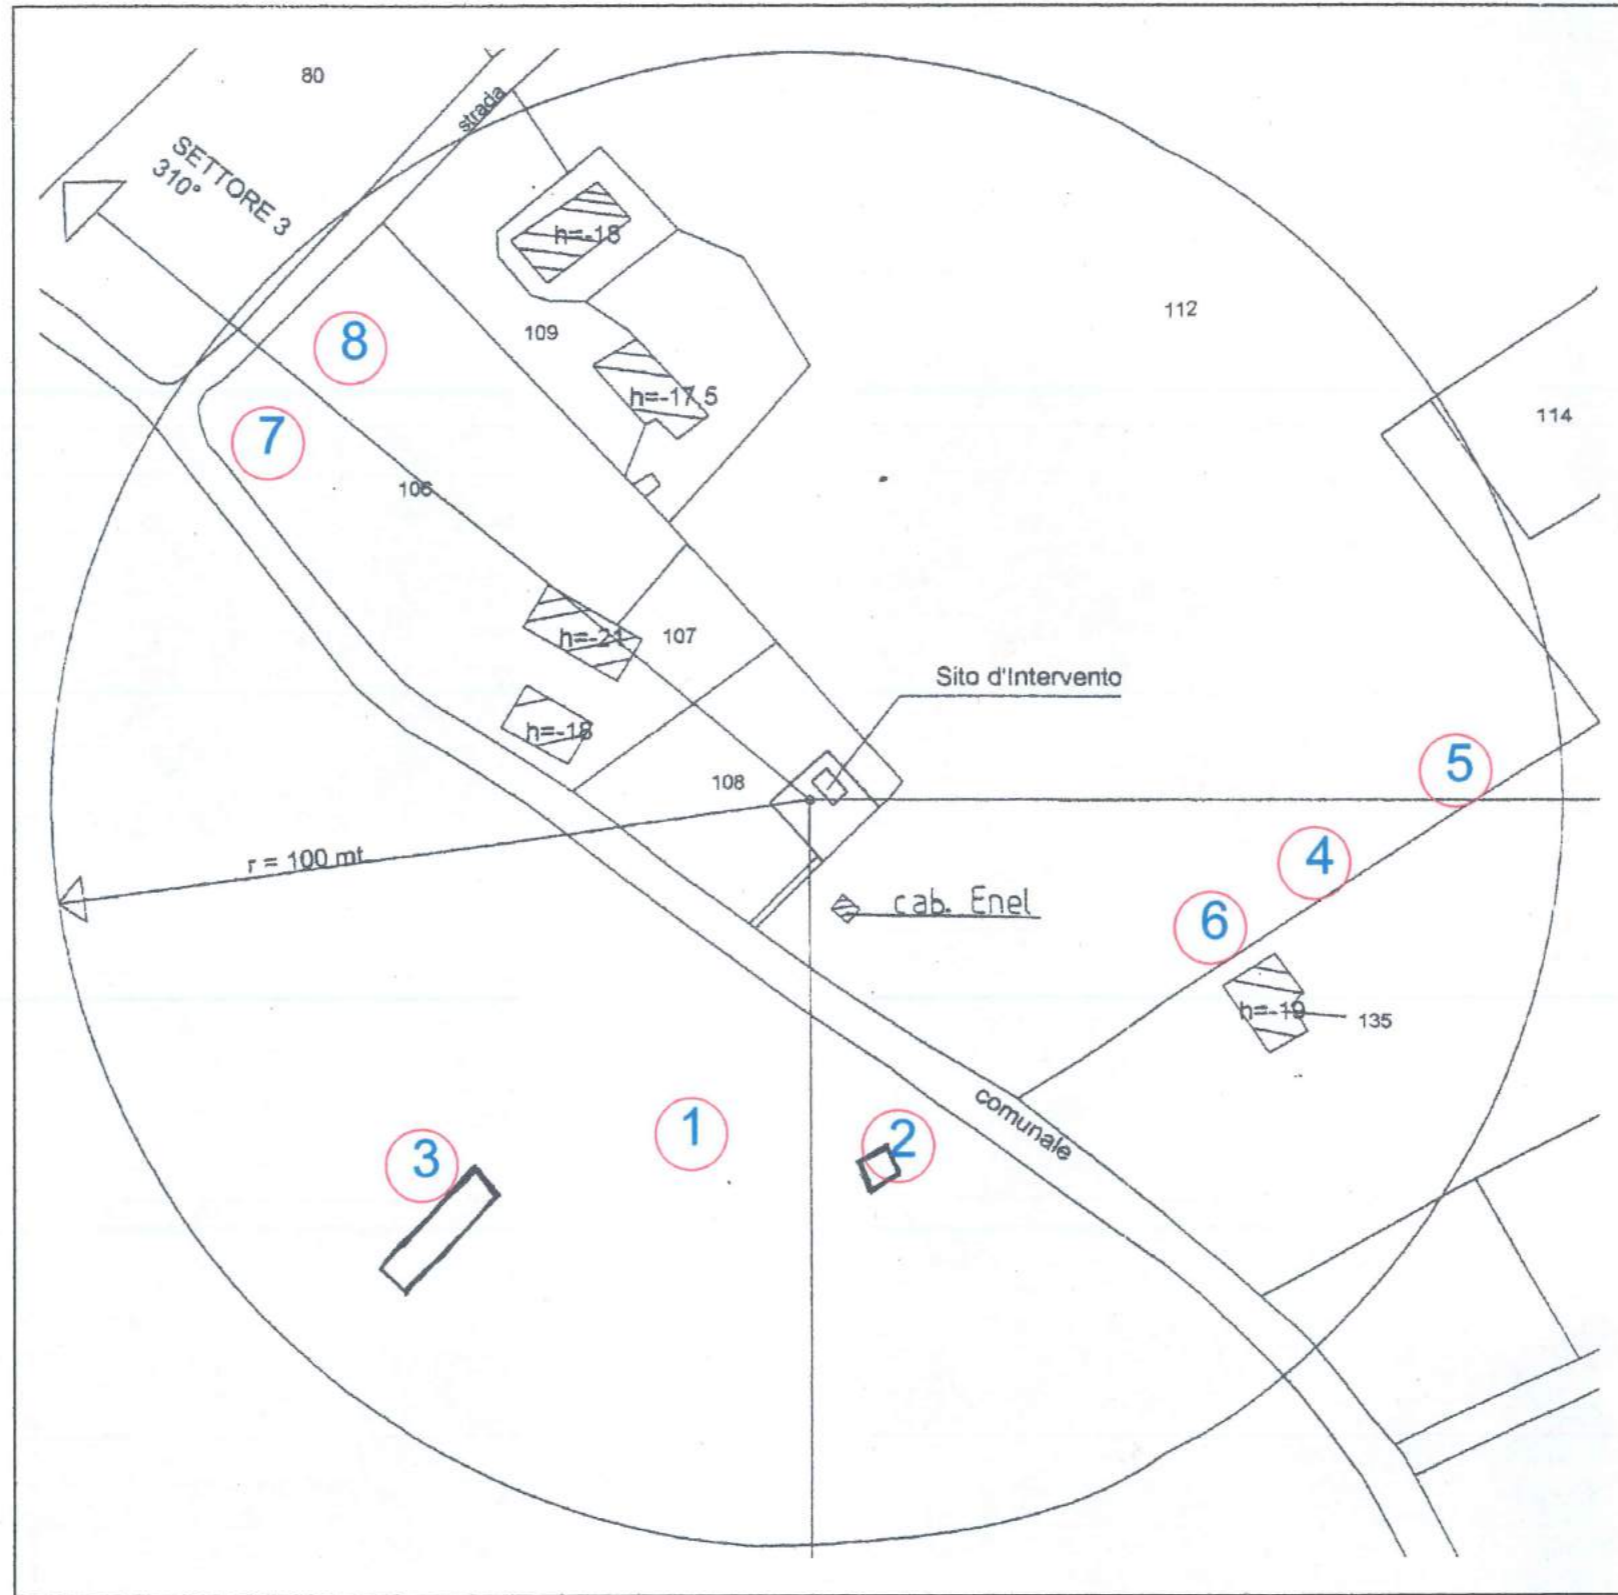 80
strada
SETTORE 3
310°
h=-18
112
109
8
h=-17,5
114
7
106
h=-21
107
Sito d'Intervento
h=-18
5
108
r = 100 mt
4
cab. Enel
6
h=-19
135
comunale
1
2
3